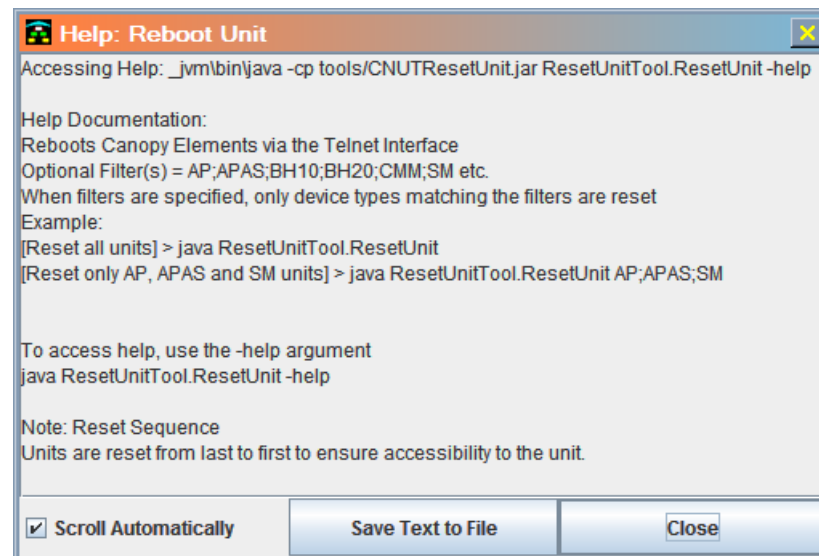 Help: Reboot Unit
Accessing Help: _jvm\bin\java -cp tools/CNUTResetUnit.jar ResetUnitTool.ResetUnit -help
Help Documentation:
Reboots Canopy Elements via the Telnet Interface
Optional Filter(s) = AP;APAS;BH10;BH20;CMM;SM etc.
When filters are specified, only device types matching the filters are reset
Example:
[Reset all units] > java ResetUnitTool.ResetUnit
[Reset only AP, APAS and SM units] > java ResetUnitTool.ResetUnit AP;APAS;SM
To access help, use the -help argument
java ResetUnitTool.ResetUnit -help
Note: Reset Sequence
Units are reset from last to first to ensure accessibility to the unit.
Scroll Automatically
Save Text to File
Close